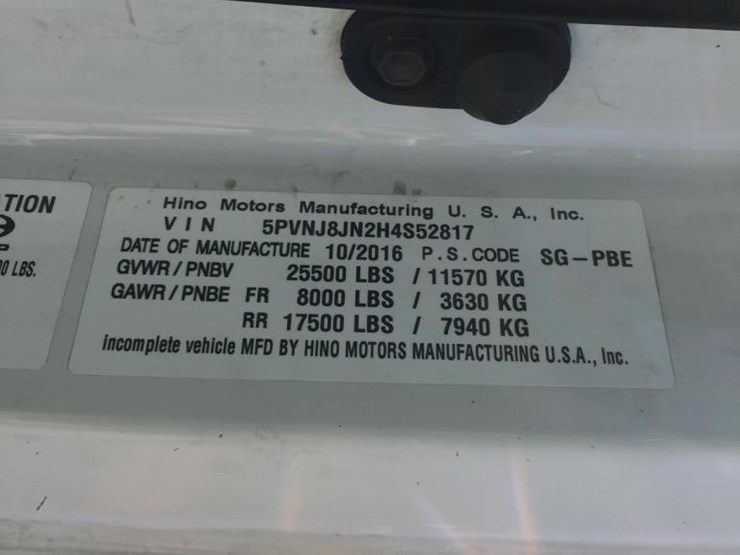 TION
0 LBS.
Hino Motors Manufacturing U. S. A., Inc.
VIN 5PVNJ8JN2H4S52817
DATE OF MANUFACTURE 10/2016 P.S.CODE SG-PBE
GVWR/PNBV 25500 LBS / 11570 KG
GAWR/PNBE FR 8000 LBS / 3630 KG
RR 17500 LBS / 7940 KG
incomplete vehicle MFD BY HINO MOTORS MANUFACTURING U.S.A., Inc.